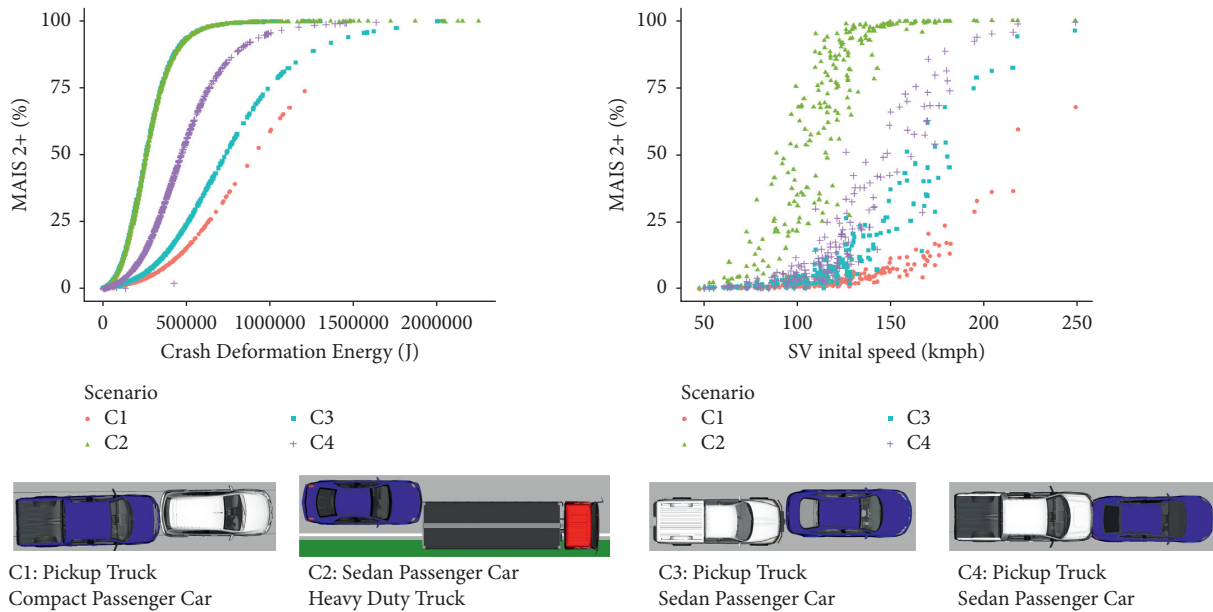 100
75
50
25
0
MAIS 2+ (%)
0
500000
1000000
1500000
2000000
Crash Deformation Energy (J)
100
75
50
25
0
MAIS 2+ (%)
50
100
150
200
250
SV inital speed (kmph)
Scenario
C1
C3
C2
C4
Scenario
C1
C3
C2
C4
C1: Pickup Truck
Compact Passenger Car
C2: Sedan Passenger Car
Heavy Duty Truck
C3: Pickup Truck
Sedan Passenger Car
C4: Pickup Truck
Sedan Passenger Car